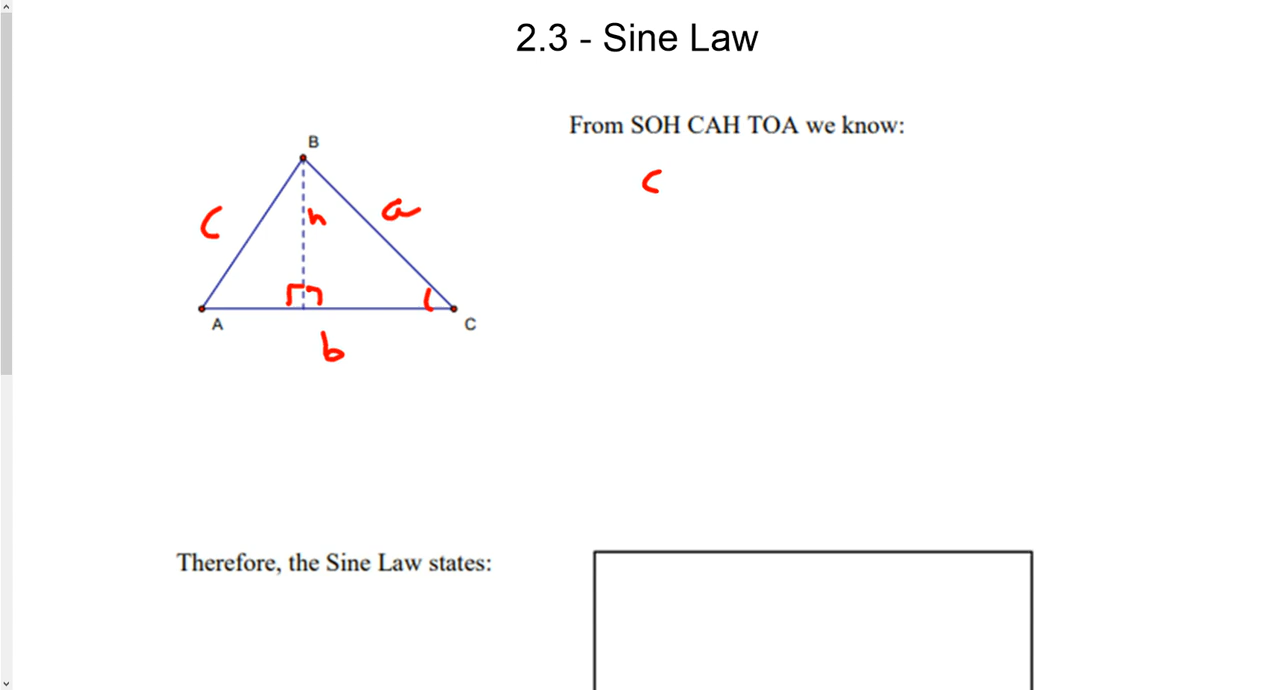 2.3 - Sine Law
From SOH CAH TOA we know:
B
c
c
h
a
A
C
b
Therefore, the Sine Law states: